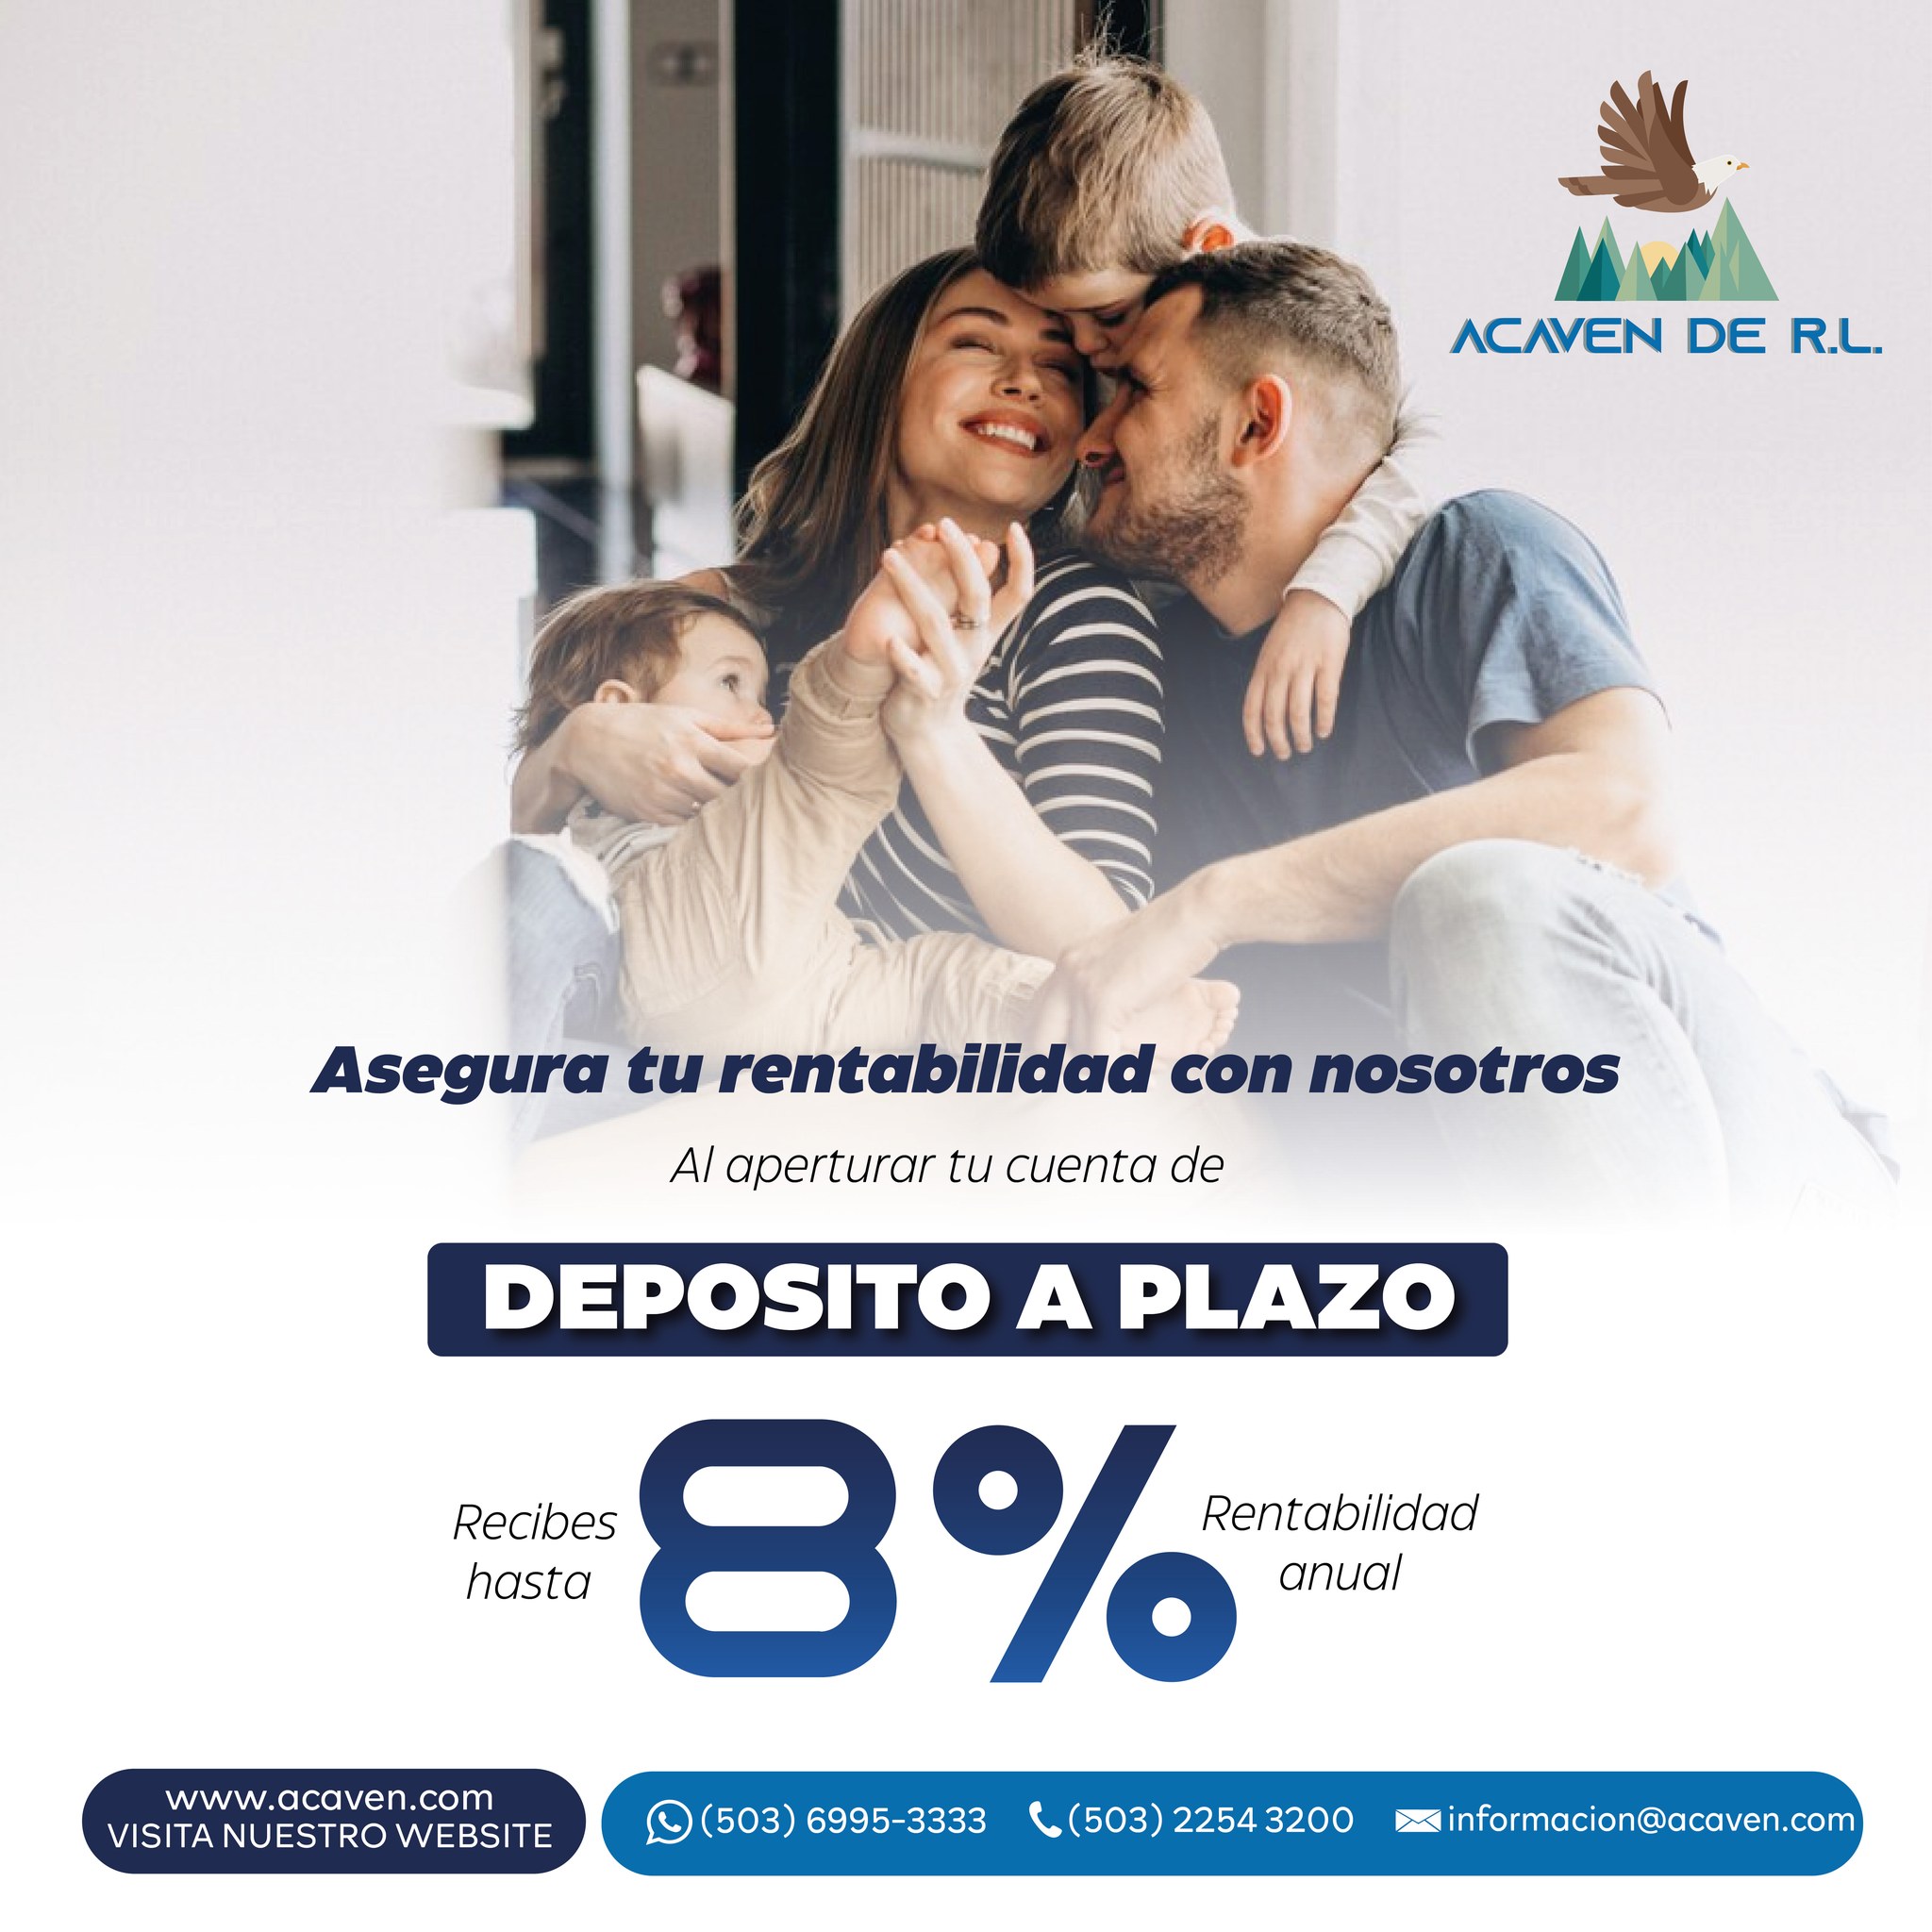 ACAVEN DE R.L.
Asegura tu rentabilidad con nosotros
Al aperturar tu cuenta de
DEPOSITO A PLAZO
Recibes
hasta
8%
Rentabilidad
anual
www.acaven.com
VISITA NUESTRO WEBSITE
(503) 6995-3333
(503) 2254 3200
informacion@acaven.com